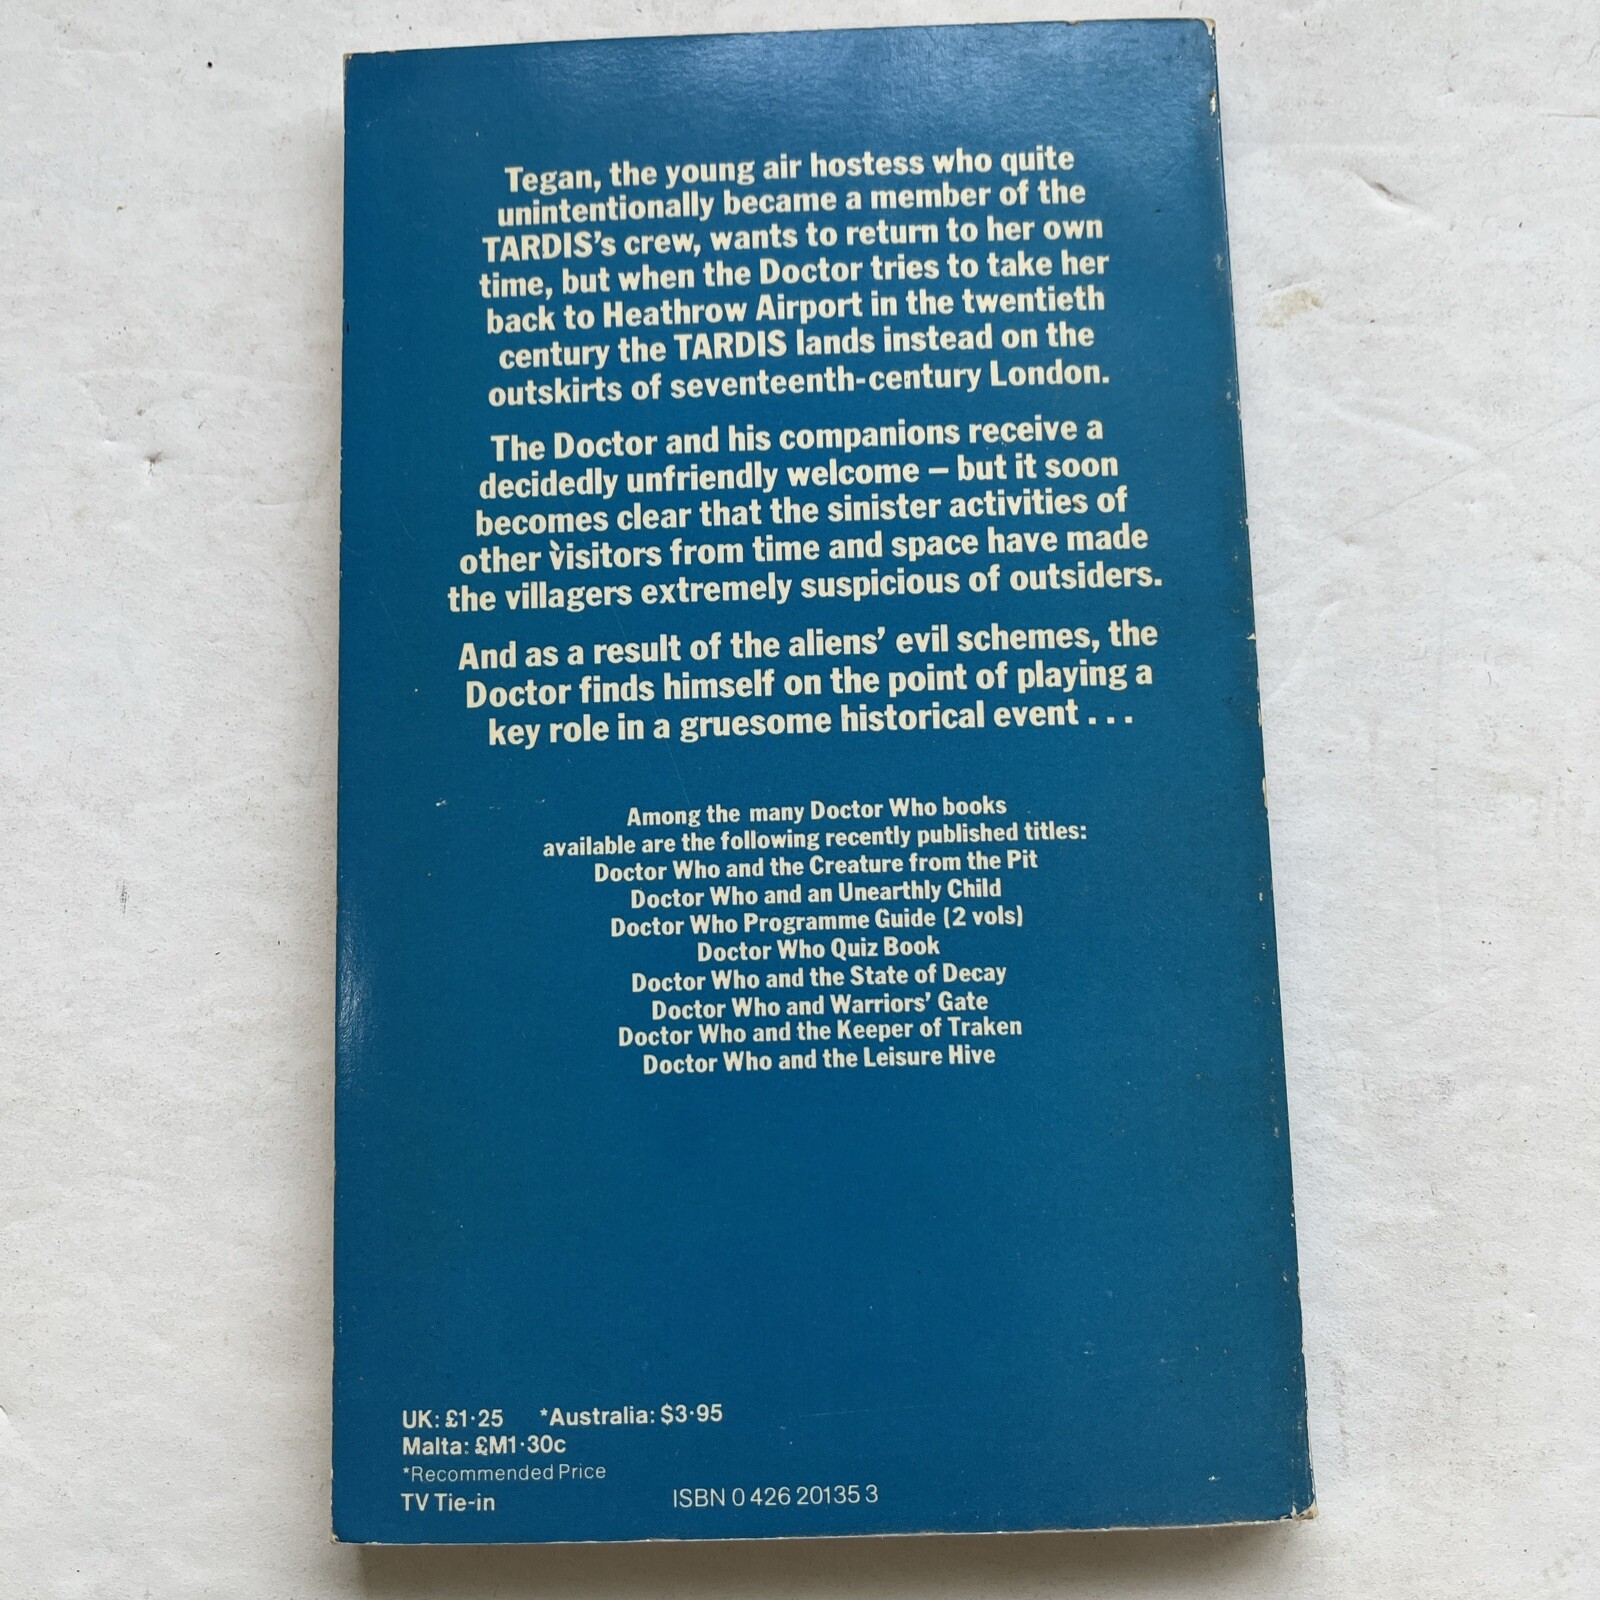 Tegan, the young air hostess who quite
unintentionally became a member of the
TARDIS's crew, wants to return to her own
time, but when the Doctor tries to take her
back to Heathrow Airport in the twentieth
century the TARDIS lands instead on the
outskirts of seventeenth-century London.
The Doctor and his companions receive a
decidedly unfriendly welcome – but it soon
becomes clear that the sinister activities of
other visitors from time and space have made
the villagers extremely suspicious of outsiders.
And as a result of the aliens' evil schemes, the
Doctor finds himself on the point of playing a
key role in a gruesome historical event . . .
Among the many Doctor Who books
available are the following recently published titles:
Doctor Who and the Creature from the Pit
Doctor Who and an Unearthly Child
Doctor Who Programme Guide (2 vols)
Doctor Who Quiz Book
Doctor Who and the State of Decay
Doctor Who and Warriors' Gate
Doctor Who and the Keeper of Traken
Doctor Who and the Leisure Hive
UK: £1·25 *Australia: $3·95
Malta: £M1·30c
*Recommended Price
TV Tie-in ISBN 0 426 20135 3